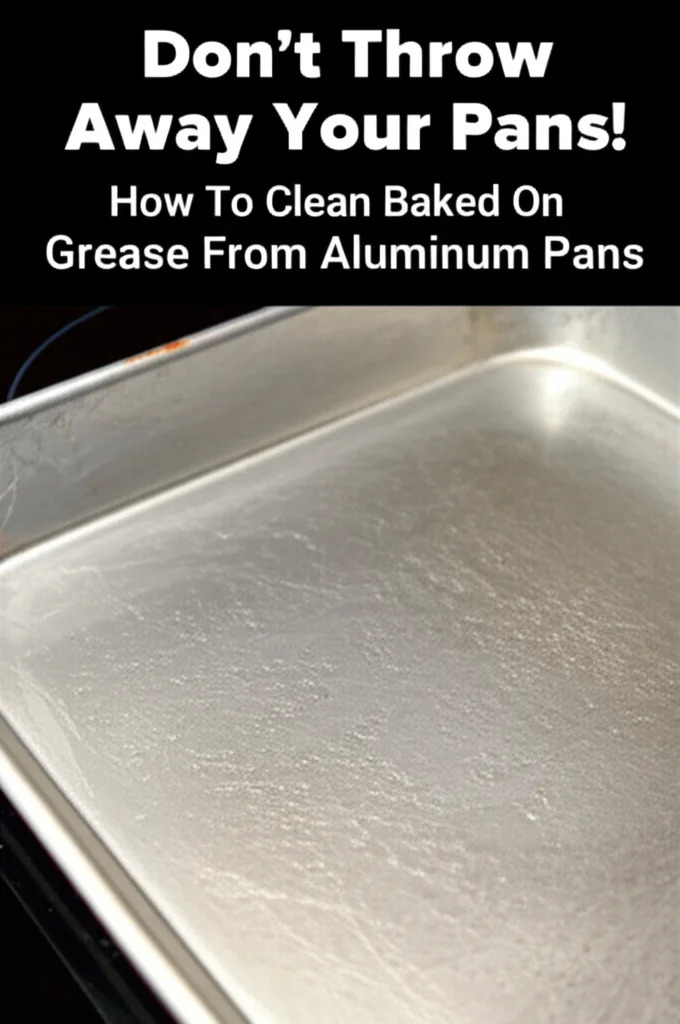 Don’t Throw
Away Your Pans!
How To Clean Baked On
Grease From Aluminum Pans